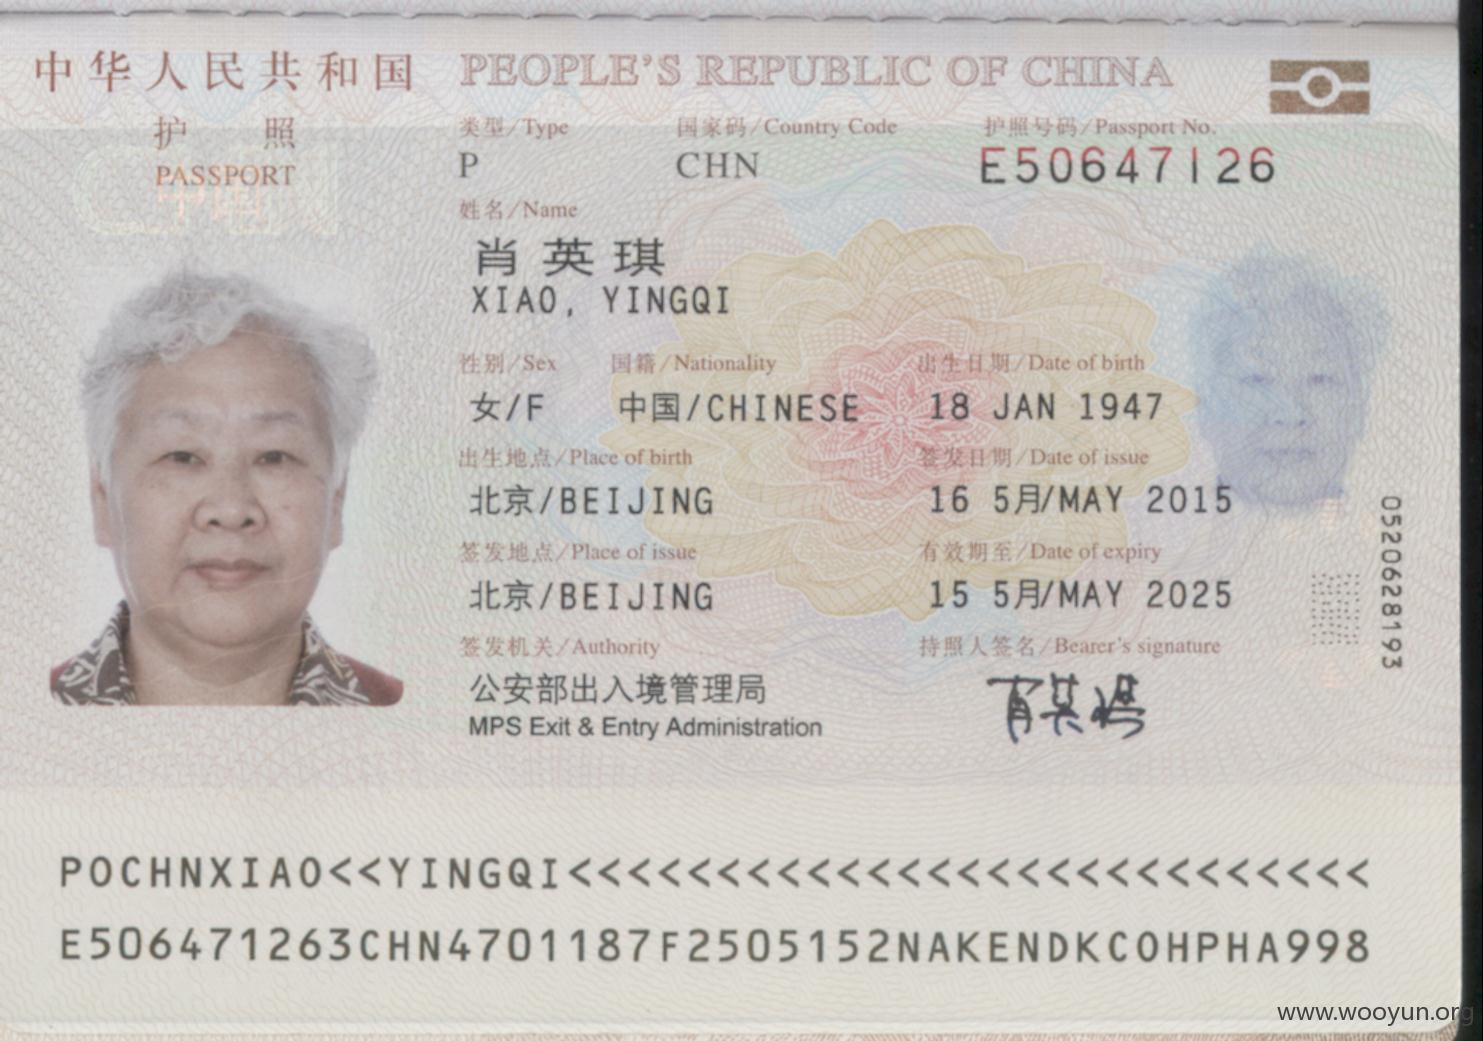 中华人民共和国 PEOPLE'S REPUBLIC OF CHINA
护照
PASSPORT
类型/Type 国家码/Country Code 护照号码/Passport No.
P CHN E50647126
姓名/Name
肖英琪
XIAO, YINGQI
性别/Sex 国籍/Nationality 出生日期/Date of birth
女/F 中国/CHINESE 18 JAN 1947
出生地点/Place of birth 签发日期/Date of issue
北京/BEIJING 16 5月/MAY 2015
签发地点/Place of issue 有效期至/Date of expiry
北京/BEIJING 15 5月/MAY 2025
签发机关/Authority 持照人签名/Bearer's signature
公安部出入境管理局 肖英琪
MPS Exit & Entry Administration
0520628193
POCHNXIAO<<YINGQI<<<<<<<<<<<<<<<<<<<<<<<<<<<
E506471263CHN4701187F2505152NAKENDKCOHPHA998
www.wooyun.org